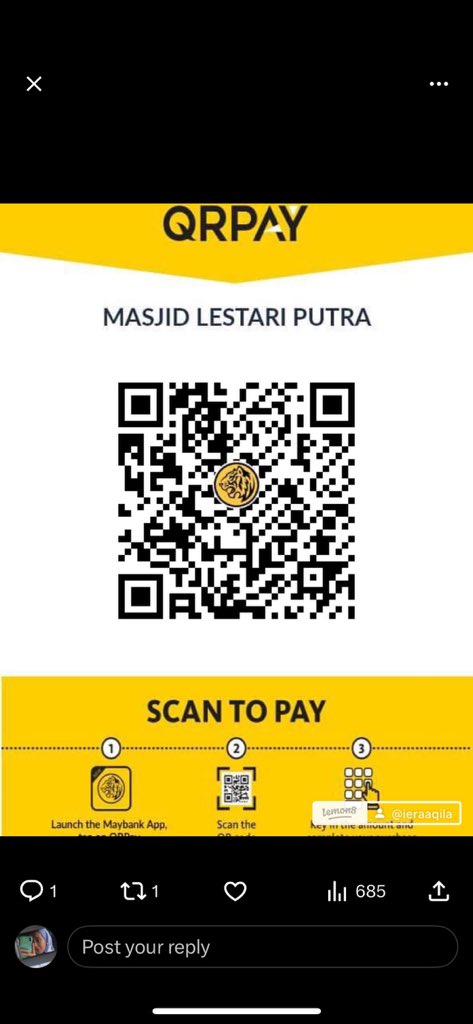 QRPAY
MASJID LESTARI PUTRA
SCAN TO PAY
1 2 3
Launch the Maybank App,
Scan the
Key in the amount and
lemon8
@ieraaqila
1
1
685
Post your reply